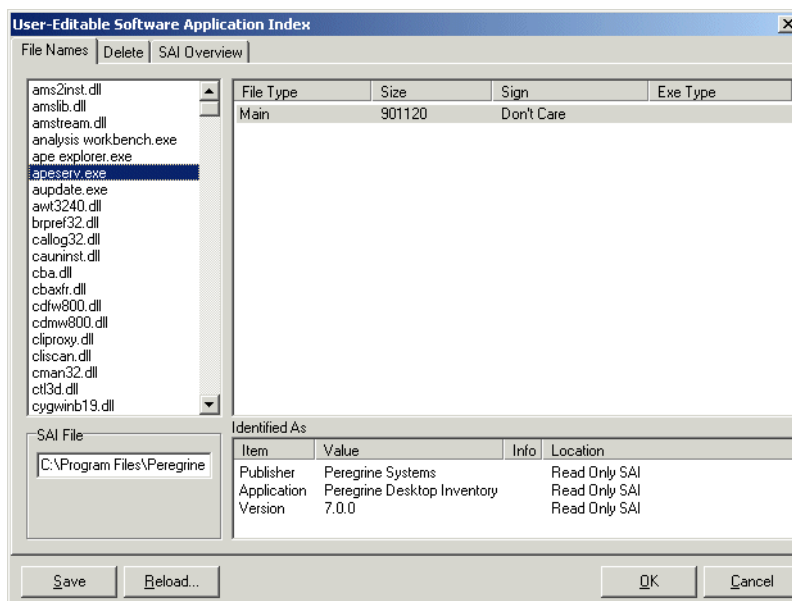 User-Editable Software Application Index
File Names Delete SAI Overview
ams2inst.dll
amslib.dll
amstream.dll
analysis workbench.exe
ape explorer.exe
apeserv.exe
aupdate.exe
awt3240.dll
brpref32.dll
callog32.dll
cauninst.dll
cba.dll
cbaxfr.dll
cdfw800.dll
cdmw800.dll
cliproxy.dll
cliscan.dll
cman32.dll
ctl3d.dll
cygwinb19.dll
File Type Size Sign Exe Type
Main 901120 Don't Care
SAI File
C:\Program Files\Peregrine
Identified As
Item Value Info Location
Publisher Peregrine Systems Read Only SAI
Application Peregrine Desktop Inventory Read Only SAI
Version 7.0.0 Read Only SAI
Save Reload... OK Cancel